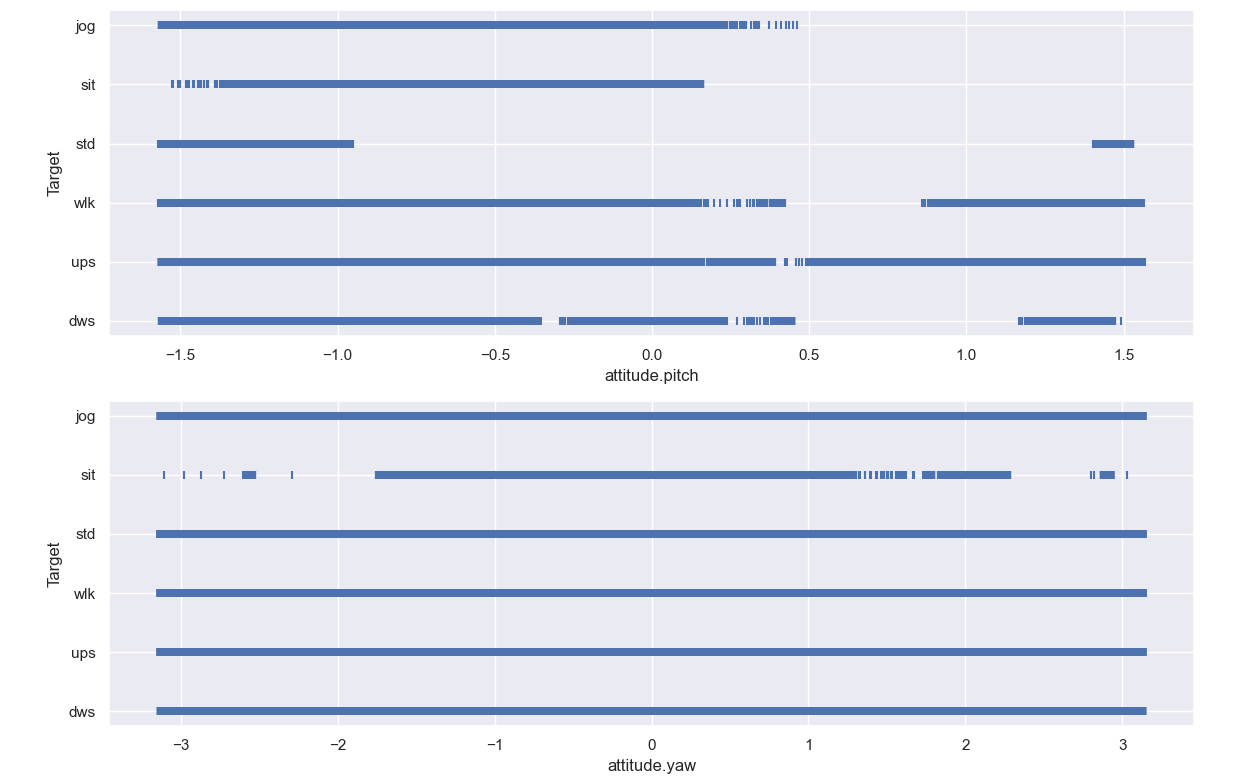 jog
sit
std
wlk
ups
dws
Target
−1.5 −1.0 −0.5 0.0 0.5 1.0 1.5
attitude.pitch
jog
sit
std
wlk
ups
dws
Target
−3 −2 −1 0 1 2 3
attitude.yaw